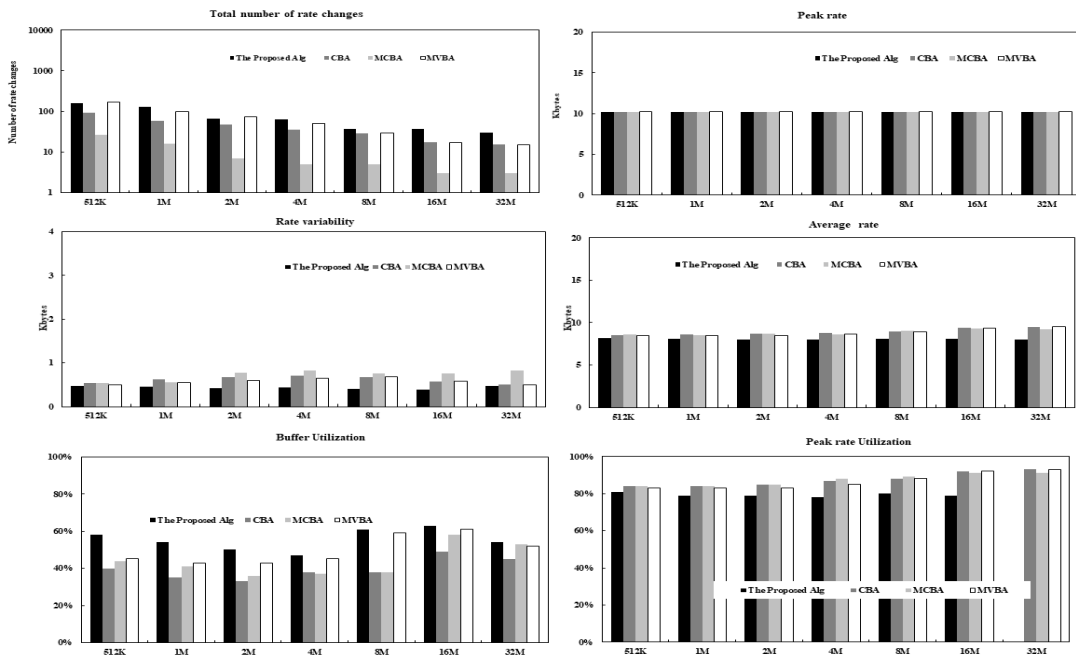 Total number of rate changes
10000
1000
100
10
1
Number of rate changes
The Proposed Alg CBA MCBA MVBA
512K 1M 2M 4M 8M 16M 32M
Peak rate
20
15
10
5
0
Kbytes
The Proposed Alg CBA MCBA MVBA
512K 1M 2M 4M 8M 16M 32M
Rate variability
4
3
2
1
0
Kbytes
The Proposed Alg CBA MCBA MVBA
512K 1M 2M 4M 8M 16M 32M
Average rate
20
15
10
5
0
Kbytes
The Proposed Alg CBA MCBA MVBA
512K 1M 2M 4M 8M 16M 32M
Buffer Utilization
100%
80%
60%
40%
20%
0%
The Proposed Alg CBA MCBA MVBA
512K 1M 2M 4M 8M 16M 32M
Peak rate Utilization
100%
80%
60%
40%
20%
0%
The Proposed Alg CBA MCBA MVBA
512K 1M 2M 4M 8M 16M 32M